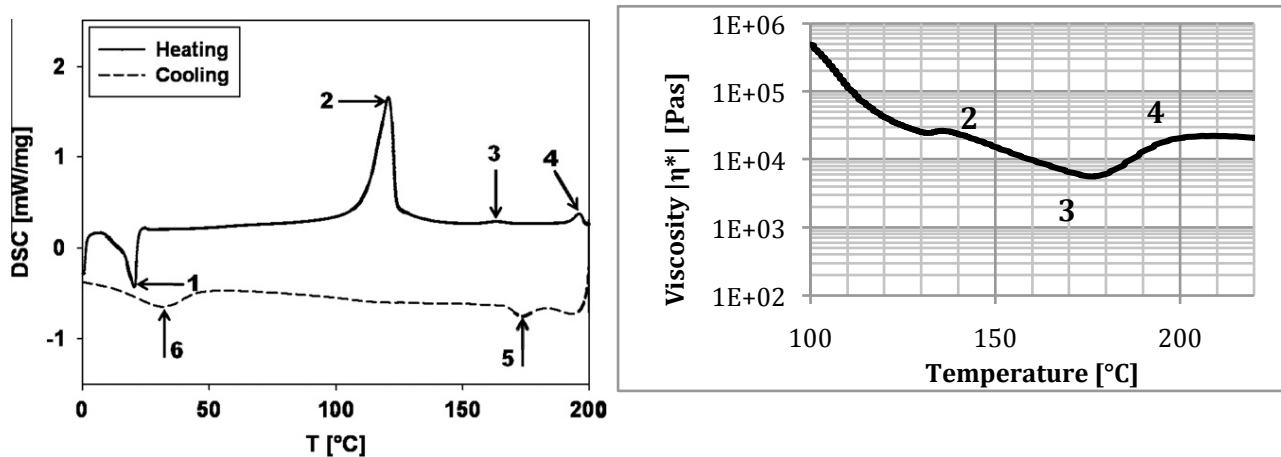 Heating
Cooling
DSC [mW/mg]
2
1
0
-1
2
3
4
1
6
5
0
50
100
150
200
T [°C]
Viscosity |η*| [Pas]
1E+06
1E+05
1E+04
1E+03
1E+02
2
4
3
100
150
200
Temperature [°C]